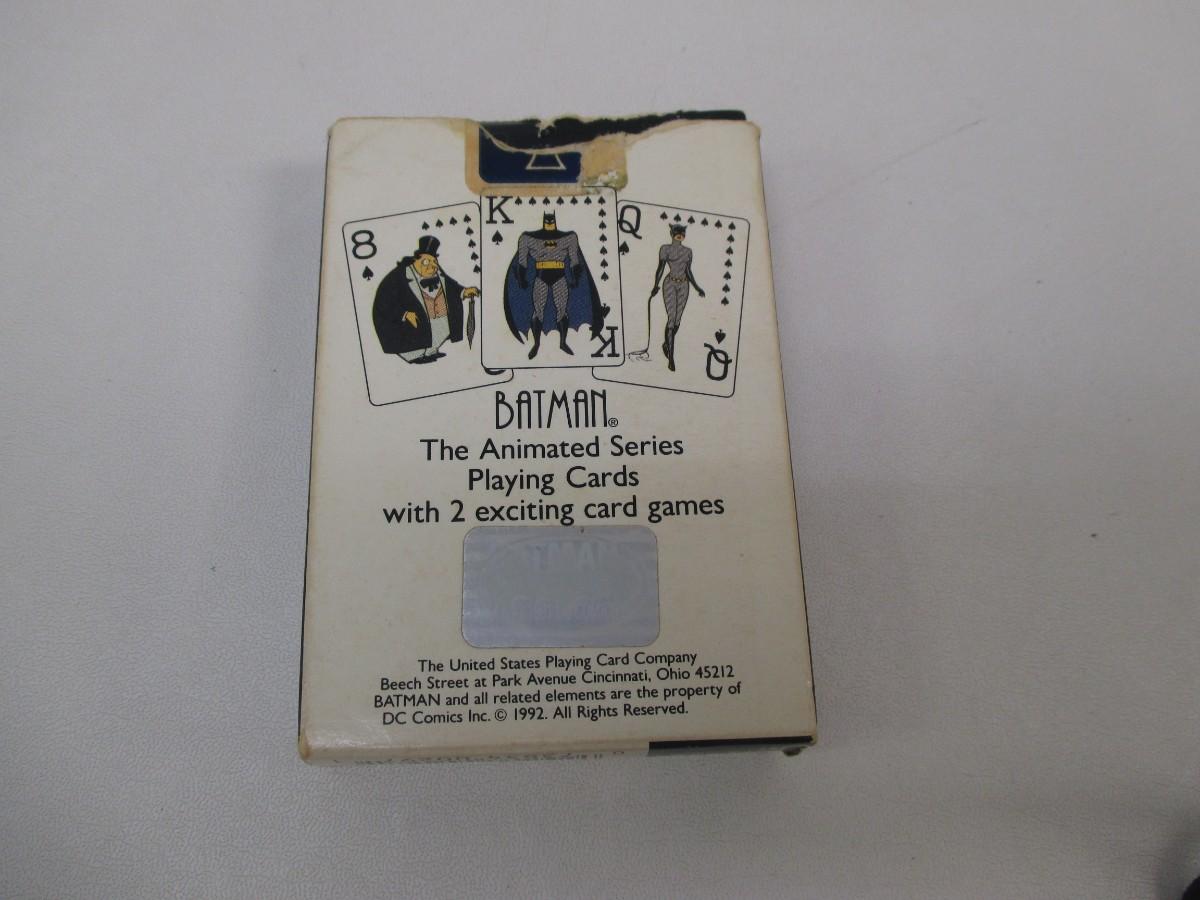 8
K
Q
K
Q
BATMAN®
The Animated Series
Playing Cards
with 2 exciting card games
The United States Playing Card Company
Beech Street at Park Avenue Cincinnati, Ohio 45212
BATMAN and all related elements are the property of
DC Comics Inc. © 1992. All Rights Reserved.